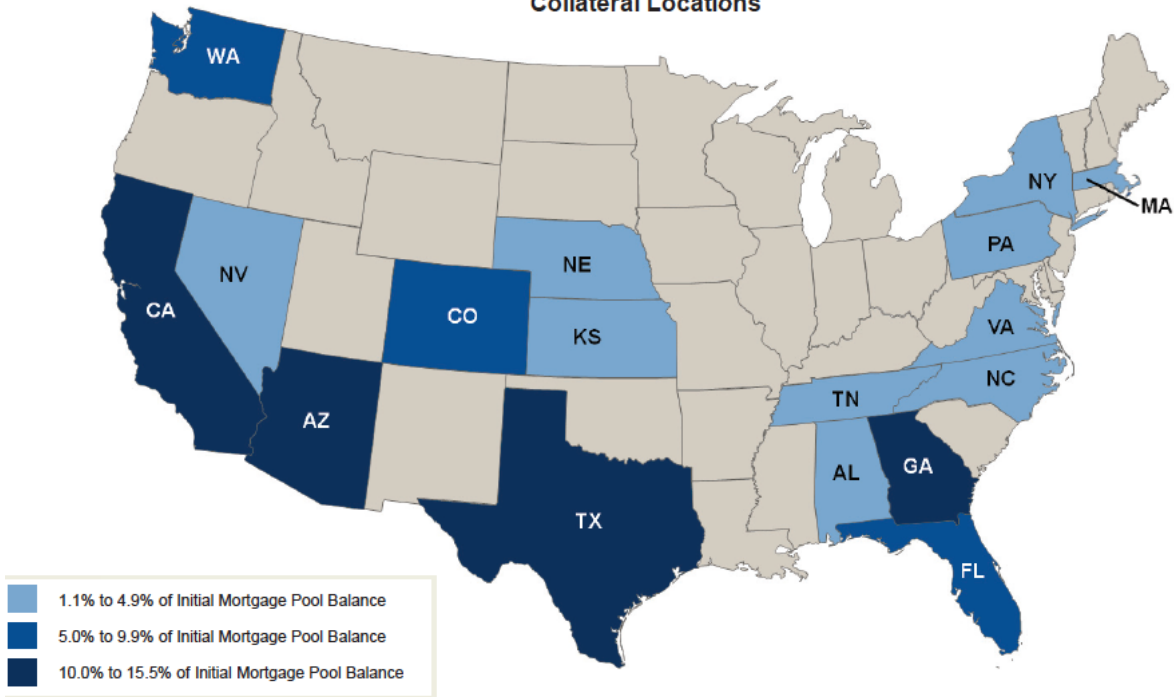 Collateral Locations
WA
NY
MA
PA
NE
NV
CO
VA
CA
KS
NC
TN
AZ
GA
AL
TX
FL
1.1% to 4.9% of Initial Mortgage Pool Balance
5.0% to 9.9% of Initial Mortgage Pool Balance
10.0% to 15.5% of Initial Mortgage Pool Balance